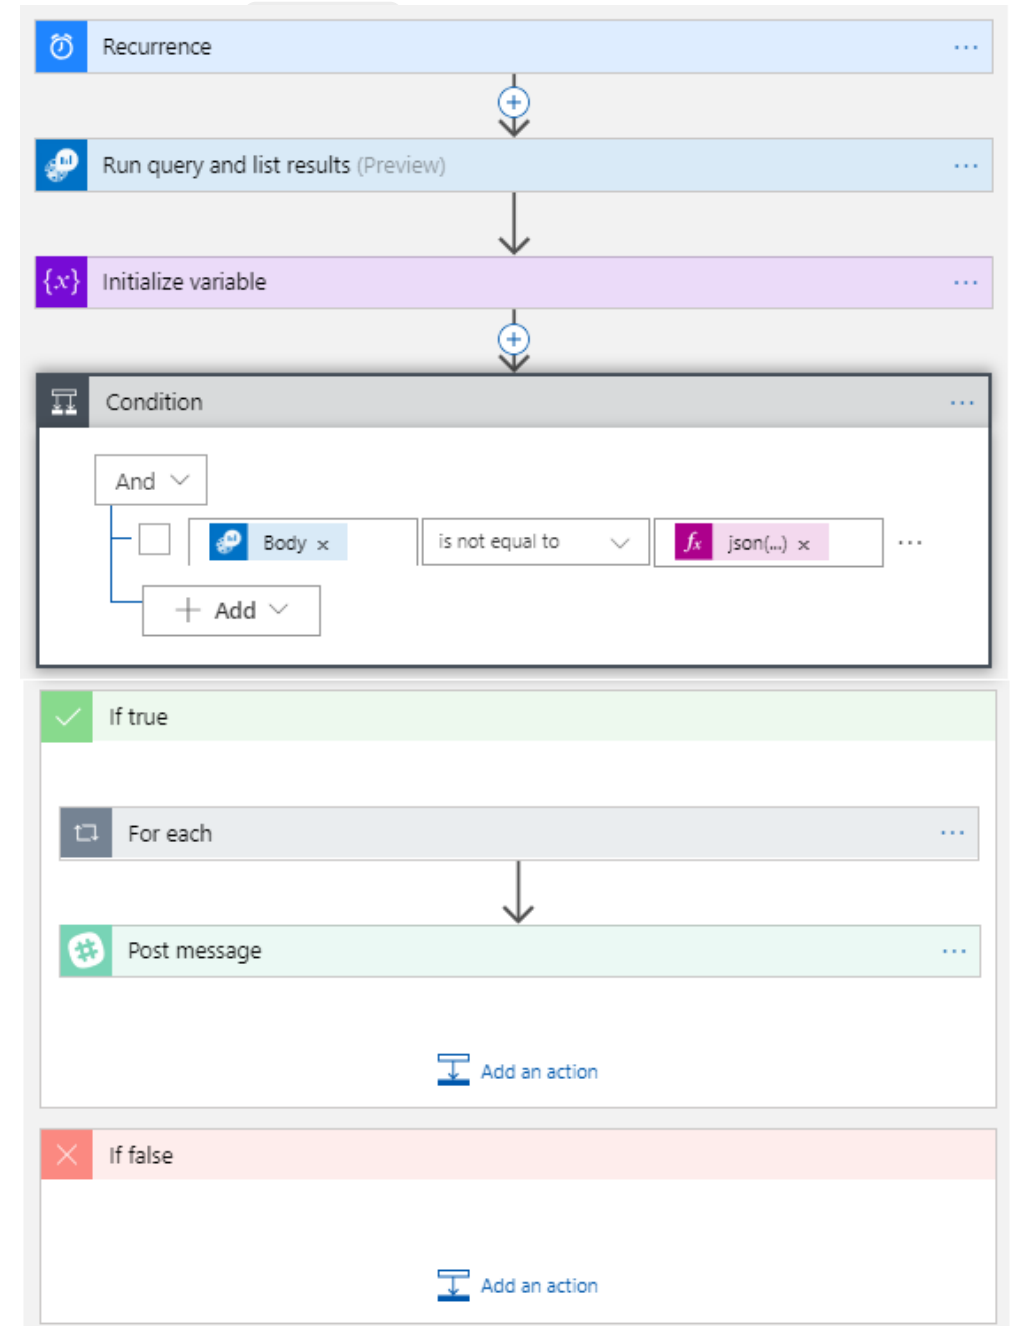 Recurrence
Run query and list results (Preview)
{x} Initialize variable
Condition
And
Body × is not equal to fx json(...) ×
+ Add
If true
For each
Post message
Add an action
If false
Add an action